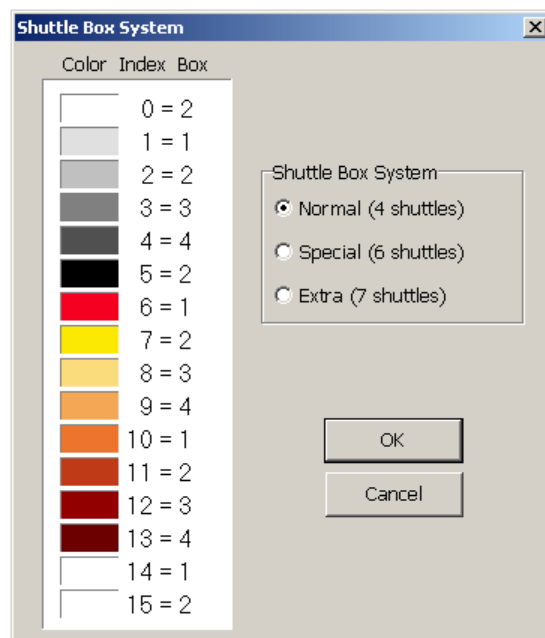 Shuttle Box System
Color Index Box
0 = 2
1 = 1
2 = 2
3 = 3
4 = 4
5 = 2
6 = 1
7 = 2
8 = 3
9 = 4
10 = 1
11 = 2
12 = 3
13 = 4
14 = 1
15 = 2
Shuttle Box System
Normal (4 shuttles)
Special (6 shuttles)
Extra (7 shuttles)
OK
Cancel